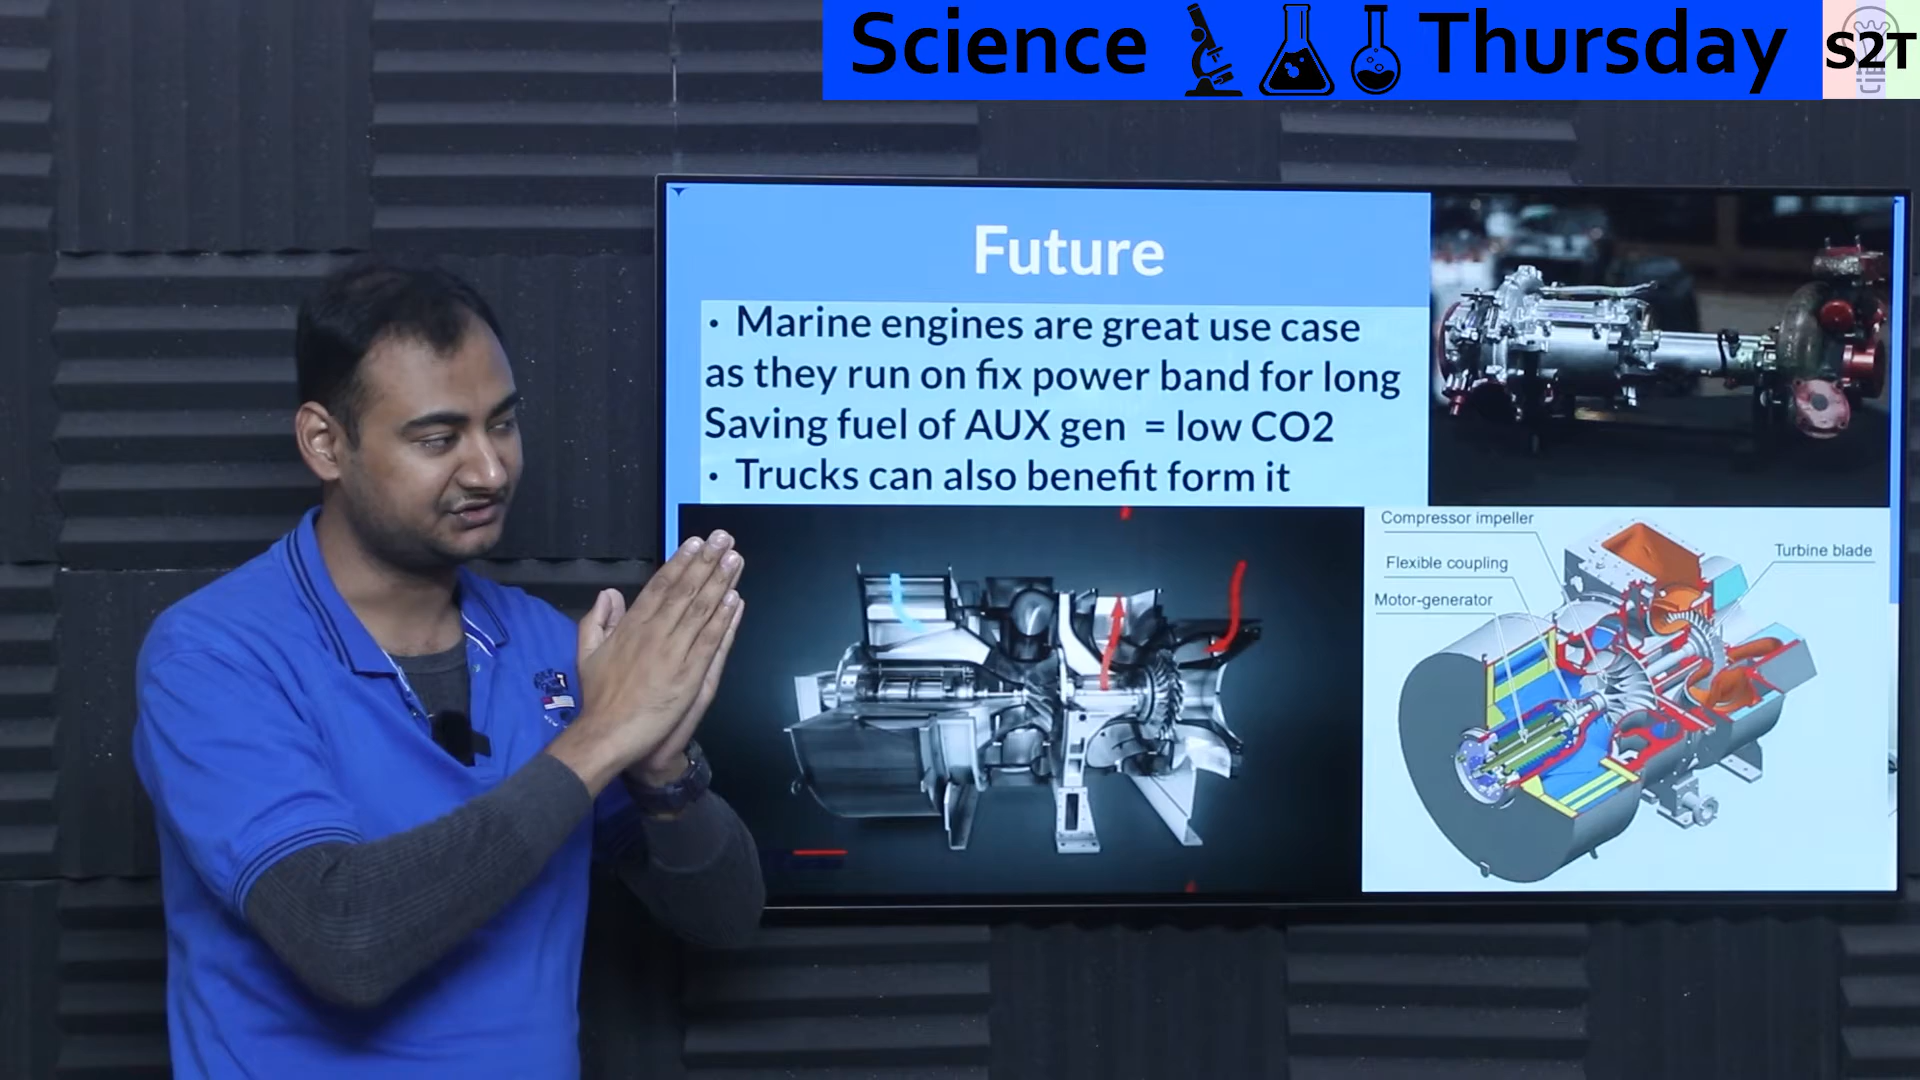 Science Thursday
S2T
Future
• Marine engines are great use case
as they run on fix power band for long
Saving fuel of AUX gen = low CO2
• Trucks can also benefit form it
Compressor impeller
Flexible coupling
Motor-generator
Turbine blade